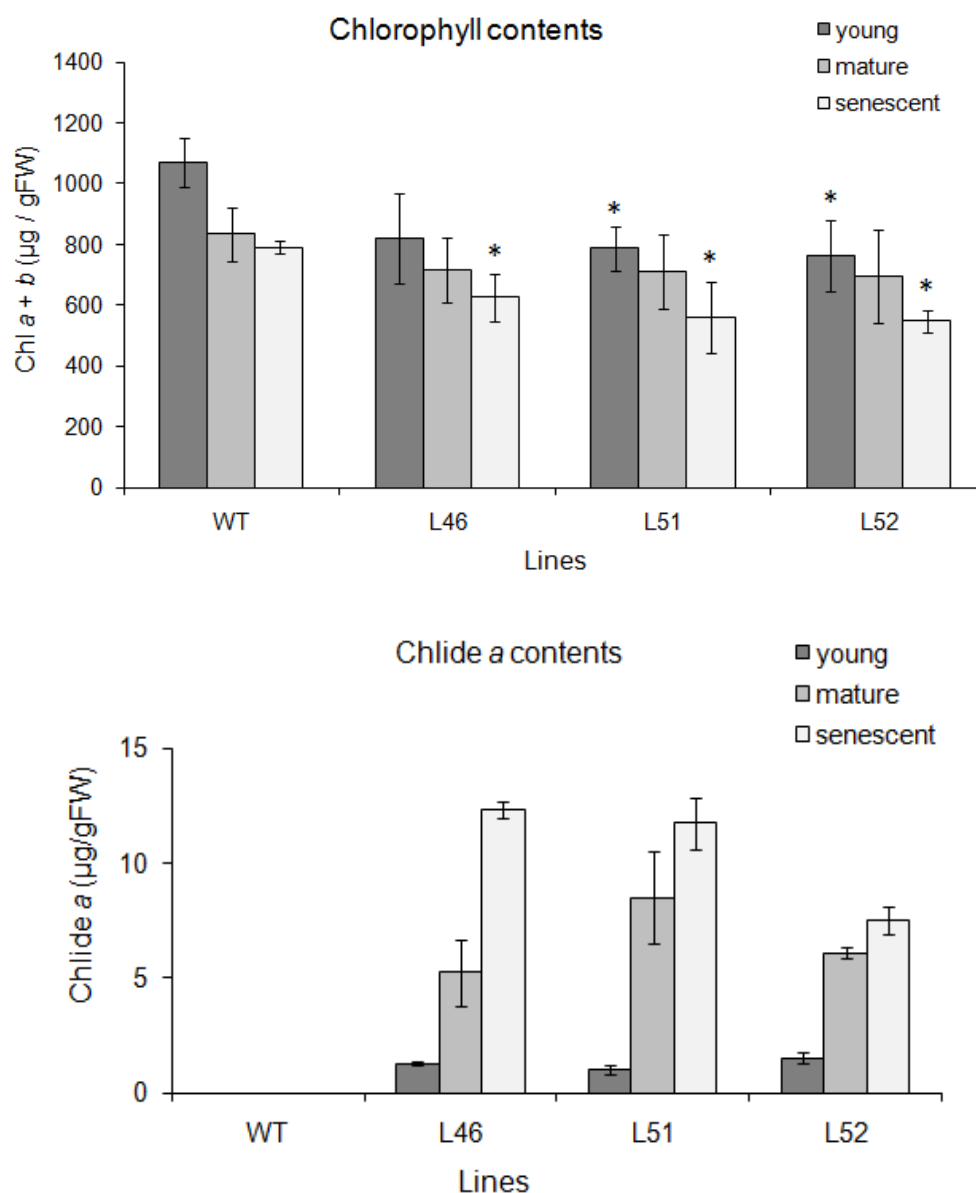 Chlorophyll contents
young
mature
senescent
1400
1200
1000
800
600
400
200
0
Chl a + b (µg / gFW)
*
*
*
*
*
WT
L46
L51
L52
Lines
Chlide a contents
young
mature
senescent
15
10
5
0
Chlide a (µg/gFW)
WT
L46
L51
L52
Lines